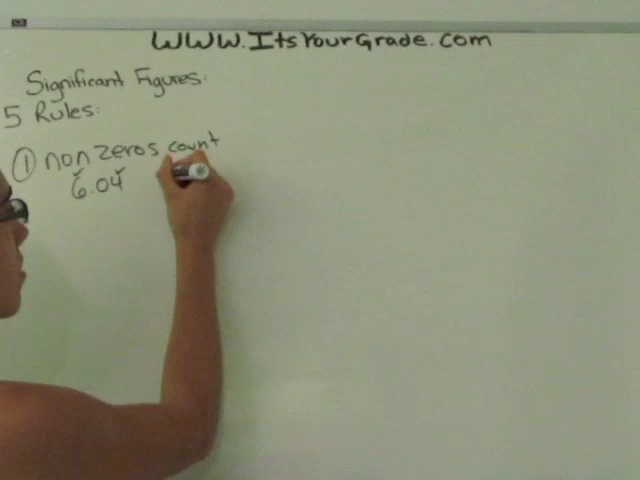 WWW.ItsYourGrade.com
Significant Figures:
5 Rules:
① non zeros count
6.04